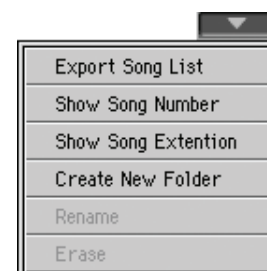 Export Song List
Show Song Number
Show Song Extention
Create New Folder
Rename
Erase